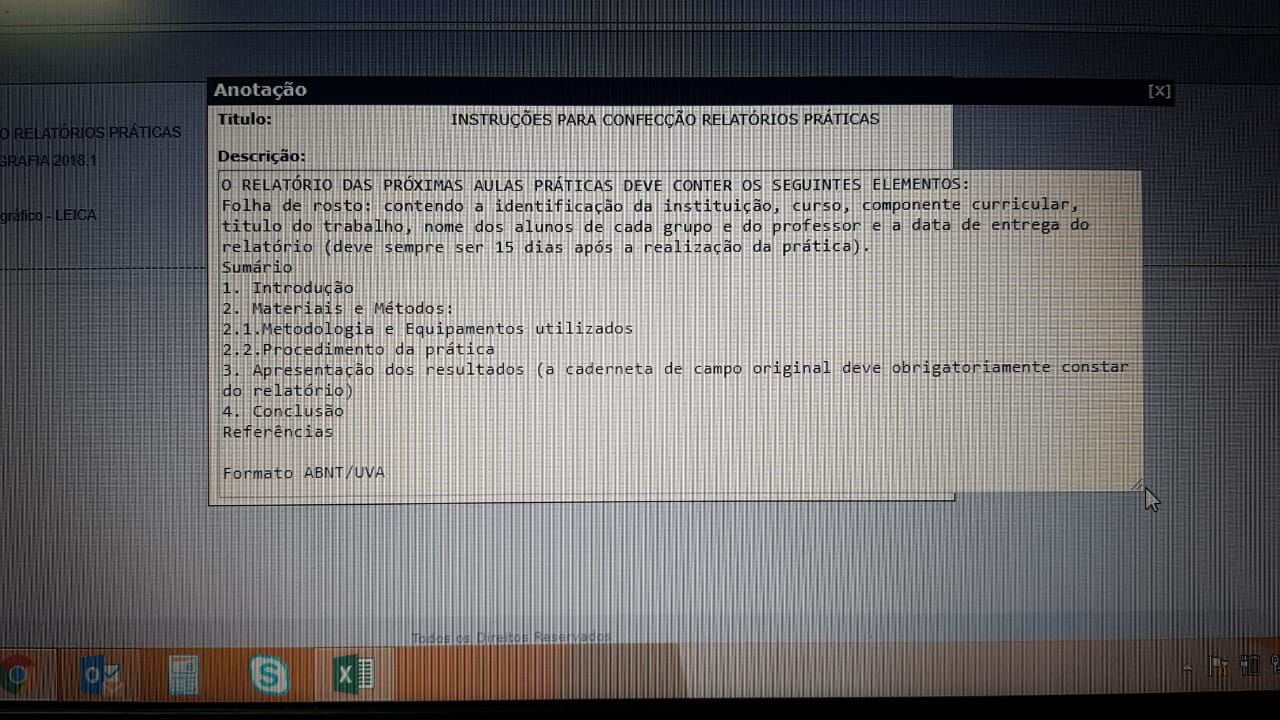 Anotação [X]
O RELATÓRIOS PRÁTICAS
GRAFIA 2018.1
gráfico - LEICA
Titulo: INSTRUÇÕES PARA CONFECÇÃO RELATÓRIOS PRÁTICAS
Descrição:
O RELATÓRIO DAS PRÓXIMAS AULAS PRÁTICAS DEVE CONTER OS SEGUINTES ELEMENTOS:
Folha de rosto: contendo a identificação da instituição, curso, componente curricular,
titulo do trabalho, nome dos alunos de cada grupo e do professor e a data de entrega do
relatório (deve sempre ser 15 dias após a realização da prática).
Sumário
1. Introdução
2. Materiais e Métodos:
2.1.Metodologia e Equipamentos utilizados
2.2.Procedimento da prática
3. Apresentação dos resultados (a caderneta de campo original deve obrigatoriamente constar
do relatório)
4. Conclusão
Referências
Formato ABNT/UVA
Todos os Direitos Reservados